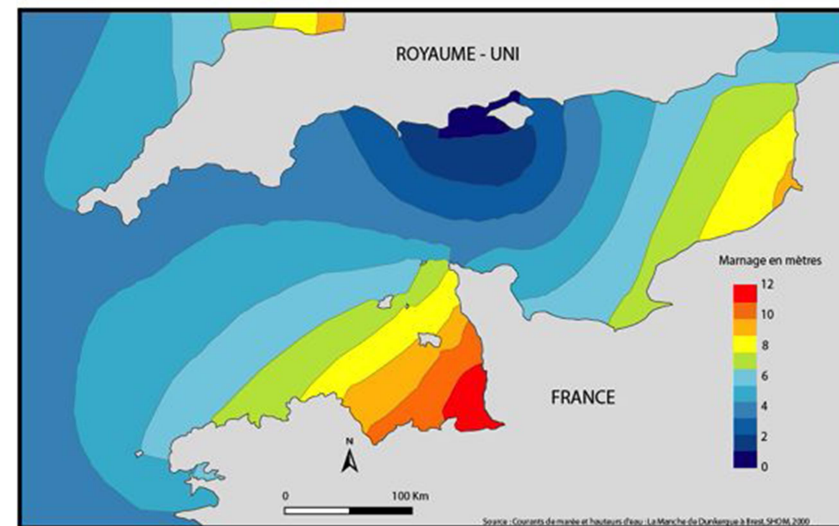 ROYAUME - UNI
Marnage en mètres
12
10
8
6
4
2
0
FRANCE
N
0 100 Km
Source : Courants de marée et hauteurs d'eau : La Manche de Dunkerque à Brest, SHOM, 2000